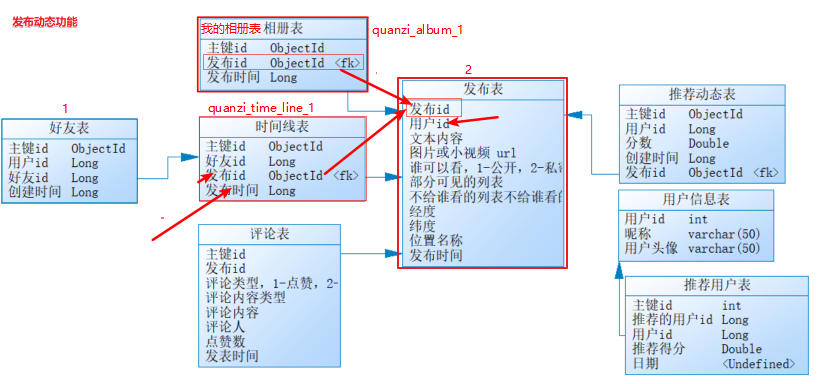 发布动态功能
我的相册表 相册表
quanzi_album_1
主键id ObjectId
发布id ObjectId <fk>
发布时间 Long
1
好友表
主键id ObjectId
用户id Long
好友id Long
创建时间 Long
quanzi_time_line_1
时间线表
主键id ObjectId
好友id Long
发布id ObjectId <fk>
发布时间 Long
评论表
主键id
发布id
评论类型，1-点赞，2-
评论内容类型
评论内容
评论人
点赞数
发表时间
2
发布表
发布id
用户id
文本内容
图片或小视频 url
谁可以看，1-公开，2-私
部分可见的列表
不给谁看的列表不给谁看的
经度
纬度
位置名称
发布时间
推荐动态表
主键id ObjectId
用户id Long
分数 Double
创建时间 Long
发布id ObjectId <fk>
用户信息表
用户id int
昵称 varchar(50)
用户头像 varchar(50)
推荐用户表
主键id int
推荐的用户id Long
用户id Long
推荐得分 Double
日期 <Undefined>